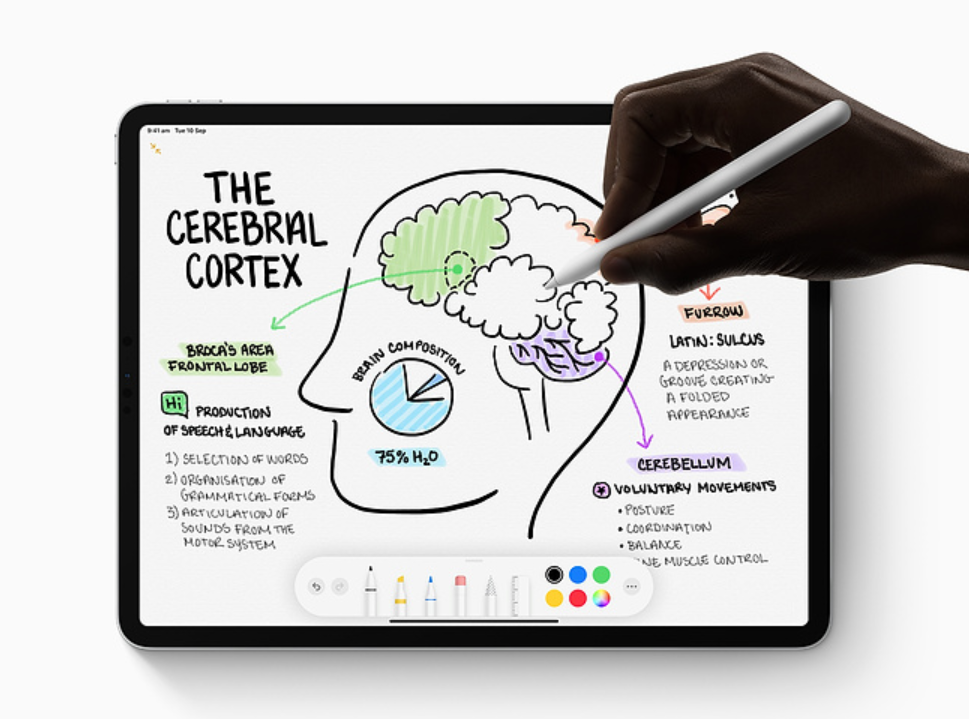 9:41 am Tue 10 Sep
THE
CEREBRAL
CORTEX
BROCA'S AREA
FRONTAL LOBE
Hi PRODUCTION
OF SPEECH & LANGUAGE
1) SELECTION OF WORDS
2) ORGANISATION OF
GRAMMATICAL FORMS
3) ARTICULATION OF
SOUNDS FROM THE
MOTOR SYSTEM
BRAIN COMPOSITION
75% H2O
FURROW
LATIN: SULCUS
A DEPRESSION OR
GROOVE CREATING
A FOLDED
APPEARANCE
CEREBELLUM
VOLUNTARY MOVEMENTS
• POSTURE
• COORDINATION
• BALANCE
MUSCLE CONTROL